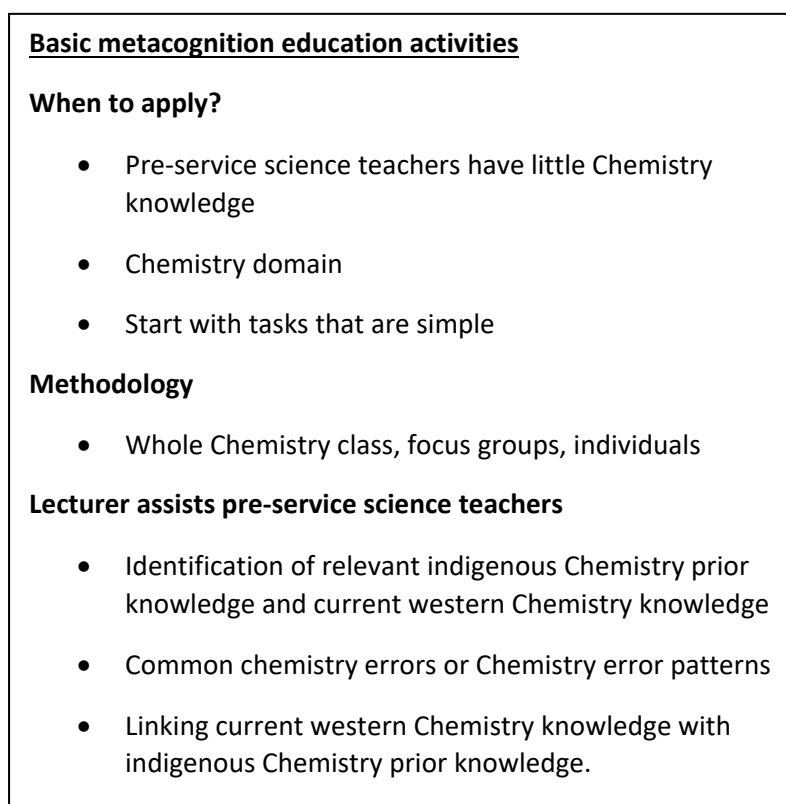 Basic metacognition education activities
When to apply?
• Pre-service science teachers have little Chemistry
knowledge
• Chemistry domain
• Start with tasks that are simple
Methodology
• Whole Chemistry class, focus groups, individuals
Lecturer assists pre-service science teachers
• Identification of relevant indigenous Chemistry prior
knowledge and current western Chemistry knowledge
• Common chemistry errors or Chemistry error patterns
• Linking current western Chemistry knowledge with
indigenous Chemistry prior knowledge.